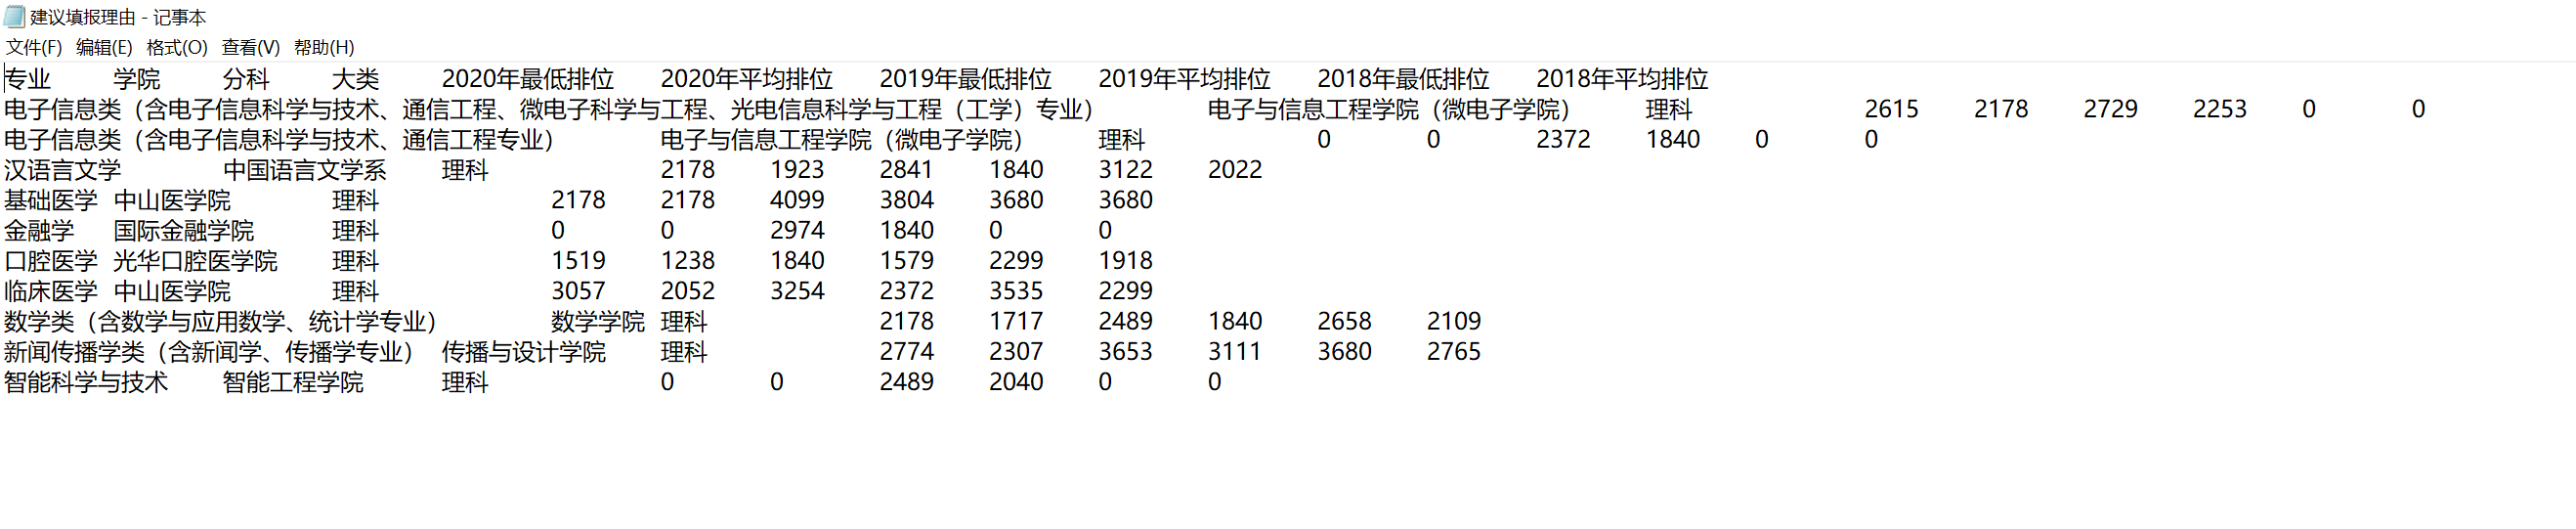 建议填报理由 - 记事本
文件(F) 编辑(E) 格式(O) 查看(V) 帮助(H)
专业 学院 分科 大类 2020年最低排位 2020年平均排位 2019年最低排位 2019年平均排位 2018年最低排位 2018年平均排位
电子信息类（含电子信息科学与技术、通信工程、微电子科学与工程、光电信息科学与工程（工学）专业） 电子与信息工程学院（微电子学院） 理科 2615 2178 2729 2253 0 0
电子信息类（含电子信息科学与技术、通信工程专业） 电子与信息工程学院（微电子学院） 理科 0 0 2372 1840 0 0
汉语言文学 中国语言文学系 理科 2178 1923 2841 1840 3122 2022
基础医学 中山医学院 理科 2178 2178 4099 3804 3680 3680
金融学 国际金融学院 理科 0 0 2974 1840 0 0
口腔医学 光华口腔医学院 理科 1519 1238 1840 1579 2299 1918
临床医学 中山医学院 理科 3057 2052 3254 2372 3535 2299
数学类（含数学与应用数学、统计学专业） 数学学院 理科 2178 1717 2489 1840 2658 2109
新闻传播学类（含新闻学、传播学专业） 传播与设计学院 理科 2774 2307 3653 3111 3680 2765
智能科学与技术 智能工程学院 理科 0 0 2489 2040 0 0